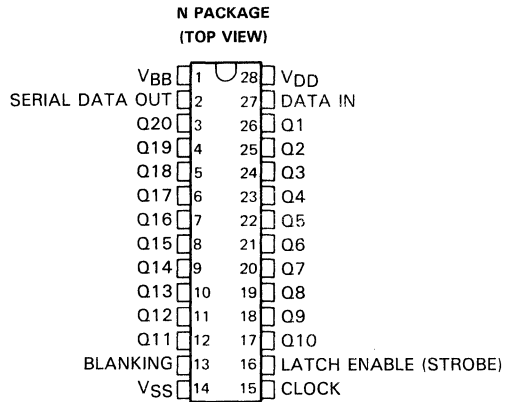 N PACKAGE
(TOP VIEW)
VBB 1 28 VDD
SERIAL DATA OUT 2 27 DATA IN
Q20 3 26 Q1
Q19 4 25 Q2
Q18 5 24 Q3
Q17 6 23 Q4
Q16 7 22 Q5
Q15 8 21 Q6
Q14 9 20 Q7
Q13 10 19 Q8
Q12 11 18 Q9
Q11 12 17 Q10
BLANKING 13 16 LATCH ENABLE (STROBE)
VSS 14 15 CLOCK